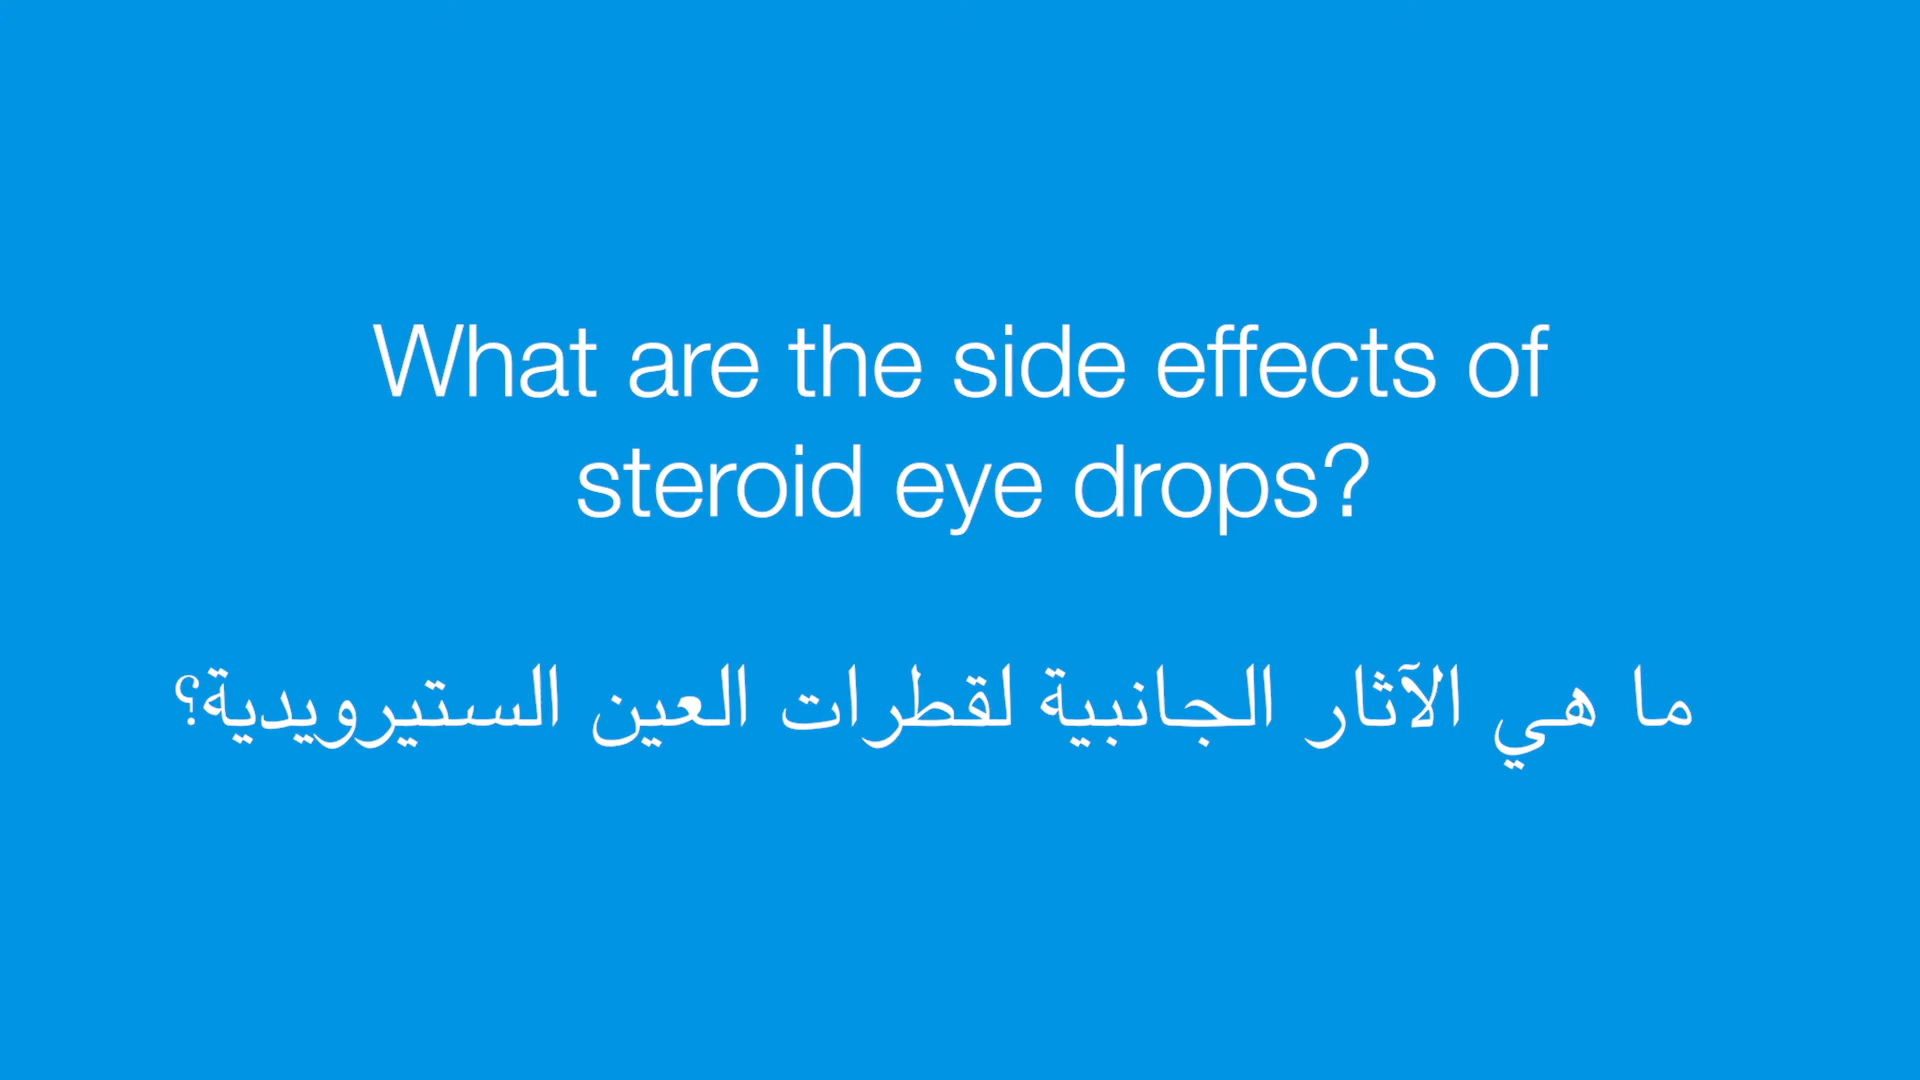 What are the side effects of
steroid eye drops?
ما هي الآثار الجانبية لقطرات العين الستيرويدية؟